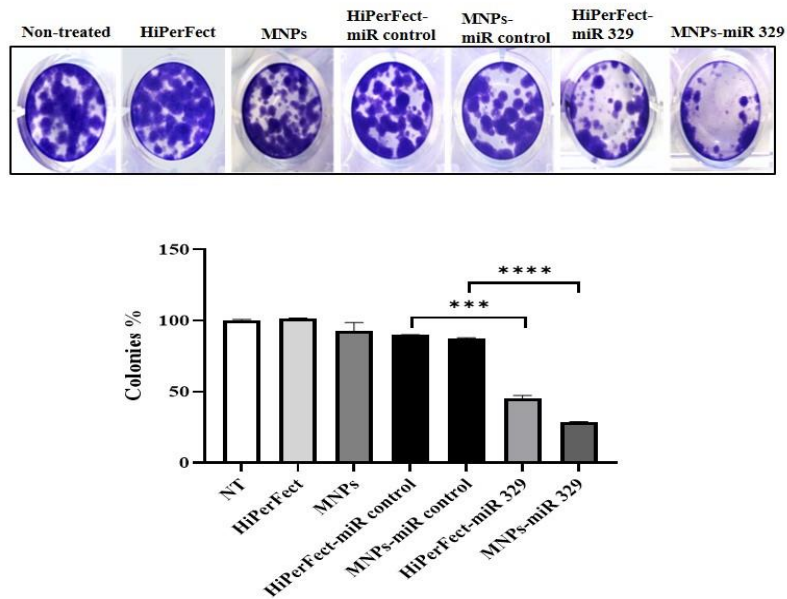 Non-treated
HiPerFect
MNPs
HiPerFect-
miR control
MNPs-
miR control
HiPerFect-
miR 329
MNPs-miR 329
150
100
50
0
Colonies %
***
****
NT
HiPerFect
MNPs
HiPerFect-miR control
MNPs-miR control
HiPerFect-miR 329
MNPs-miR 329